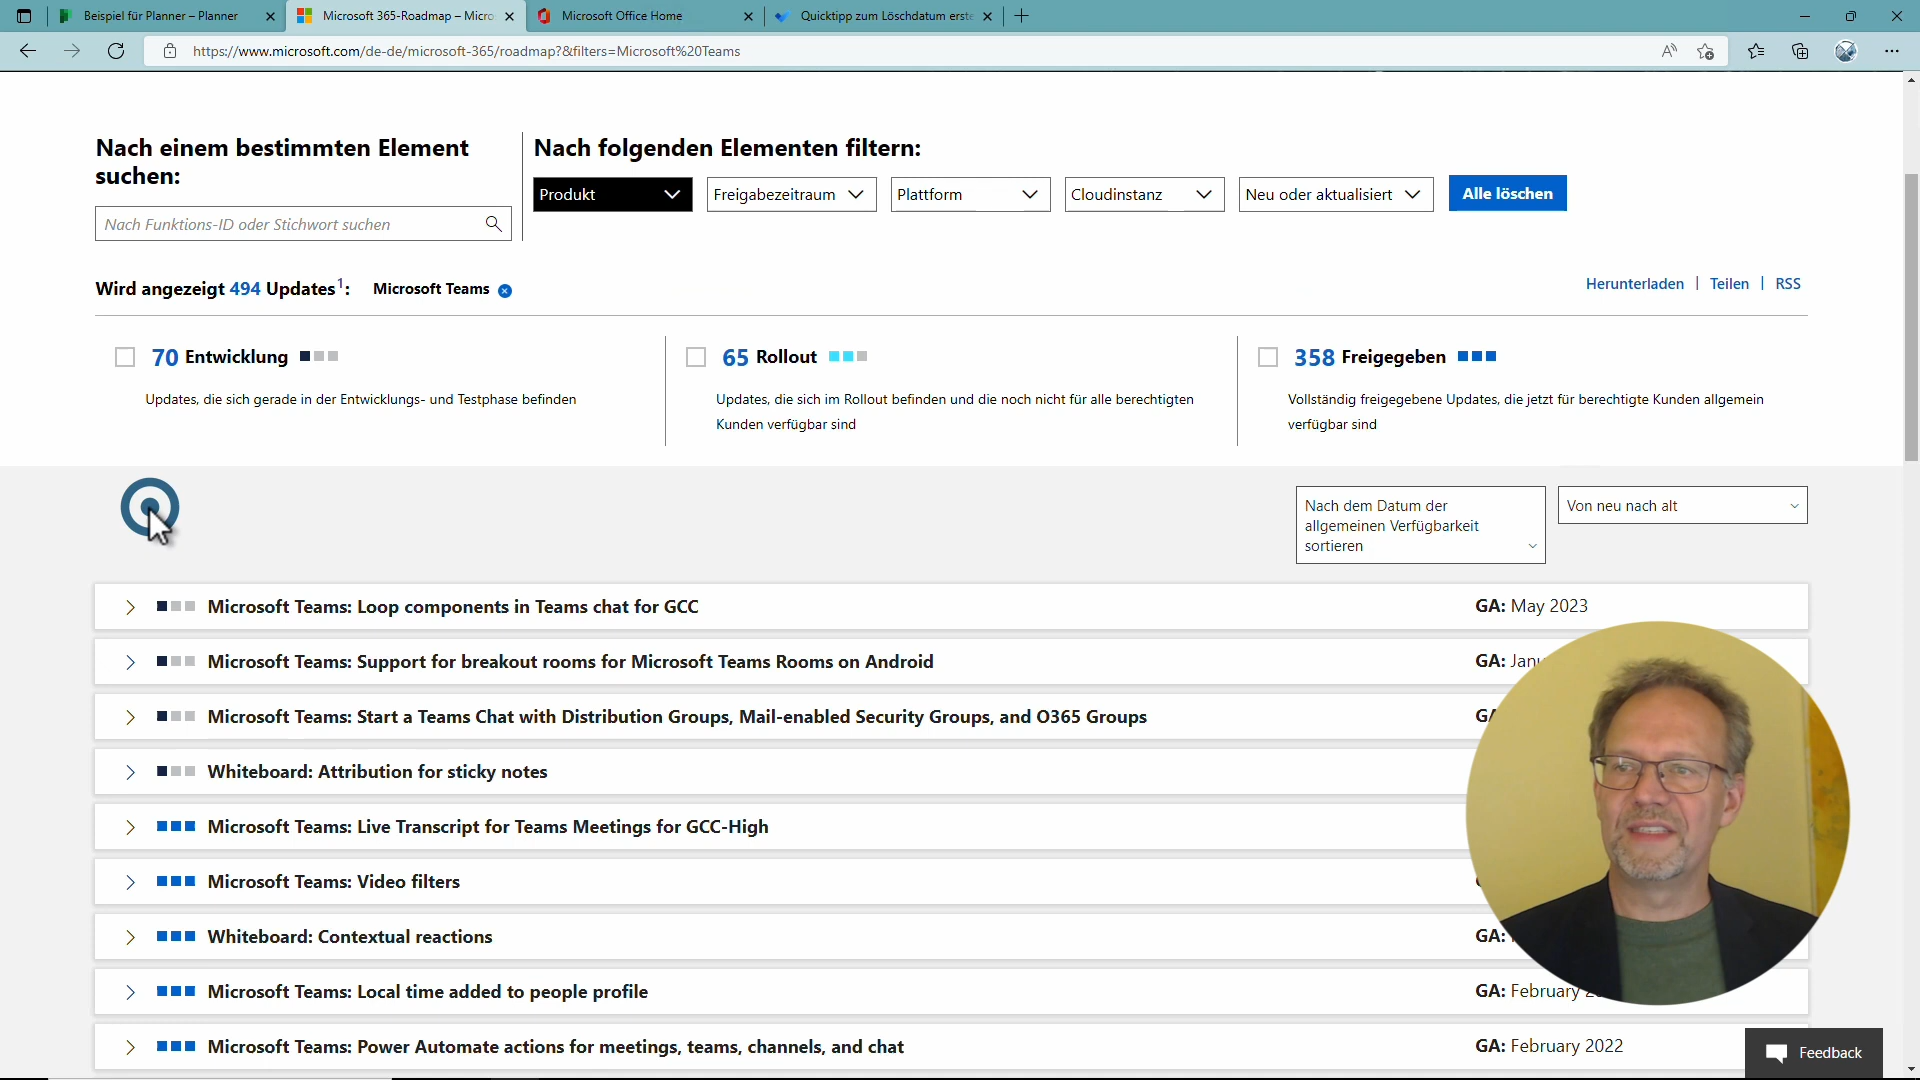 Beispiel für Planner – Planner
Microsoft 365-Roadmap – Micro
Microsoft Office Home
Quicktipp zum Löschdatum erste
https://www.microsoft.com/de-de/microsoft-365/roadmap?&filters=Microsoft%20Teams
Nach einem bestimmten Element
suchen:
Nach Funktions-ID oder Stichwort suchen
Nach folgenden Elementen filtern:
Produkt
Freigabezeitraum
Plattform
Cloudinstanz
Neu oder aktualisiert
Alle löschen
Wird angezeigt 494 Updates¹:
Microsoft Teams
Herunterladen | Teilen | RSS
70 Entwicklung
Updates, die sich gerade in der Entwicklungs- und Testphase befinden
65 Rollout
Updates, die sich im Rollout befinden und die noch nicht für alle berechtigten
Kunden verfügbar sind
358 Freigegeben
Vollständig freigegebene Updates, die jetzt für berechtigte Kunden allgemein
verfügbar sind
Nach dem Datum der
allgemeinen Verfügbarkeit
sortieren
Von neu nach alt
Microsoft Teams: Loop components in Teams chat for GCC
GA: May 2023
Microsoft Teams: Support for breakout rooms for Microsoft Teams Rooms on Android
GA:
Microsoft Teams: Start a Teams Chat with Distribution Groups, Mail-enabled Security Groups, and O365 Groups
Whiteboard: Attribution for sticky notes
Microsoft Teams: Live Transcript for Teams Meetings for GCC-High
Microsoft Teams: Video filters
Whiteboard: Contextual reactions
GA:
Microsoft Teams: Local time added to people profile
GA: February
Microsoft Teams: Power Automate actions for meetings, teams, channels, and chat
GA: February 2022
Feedback